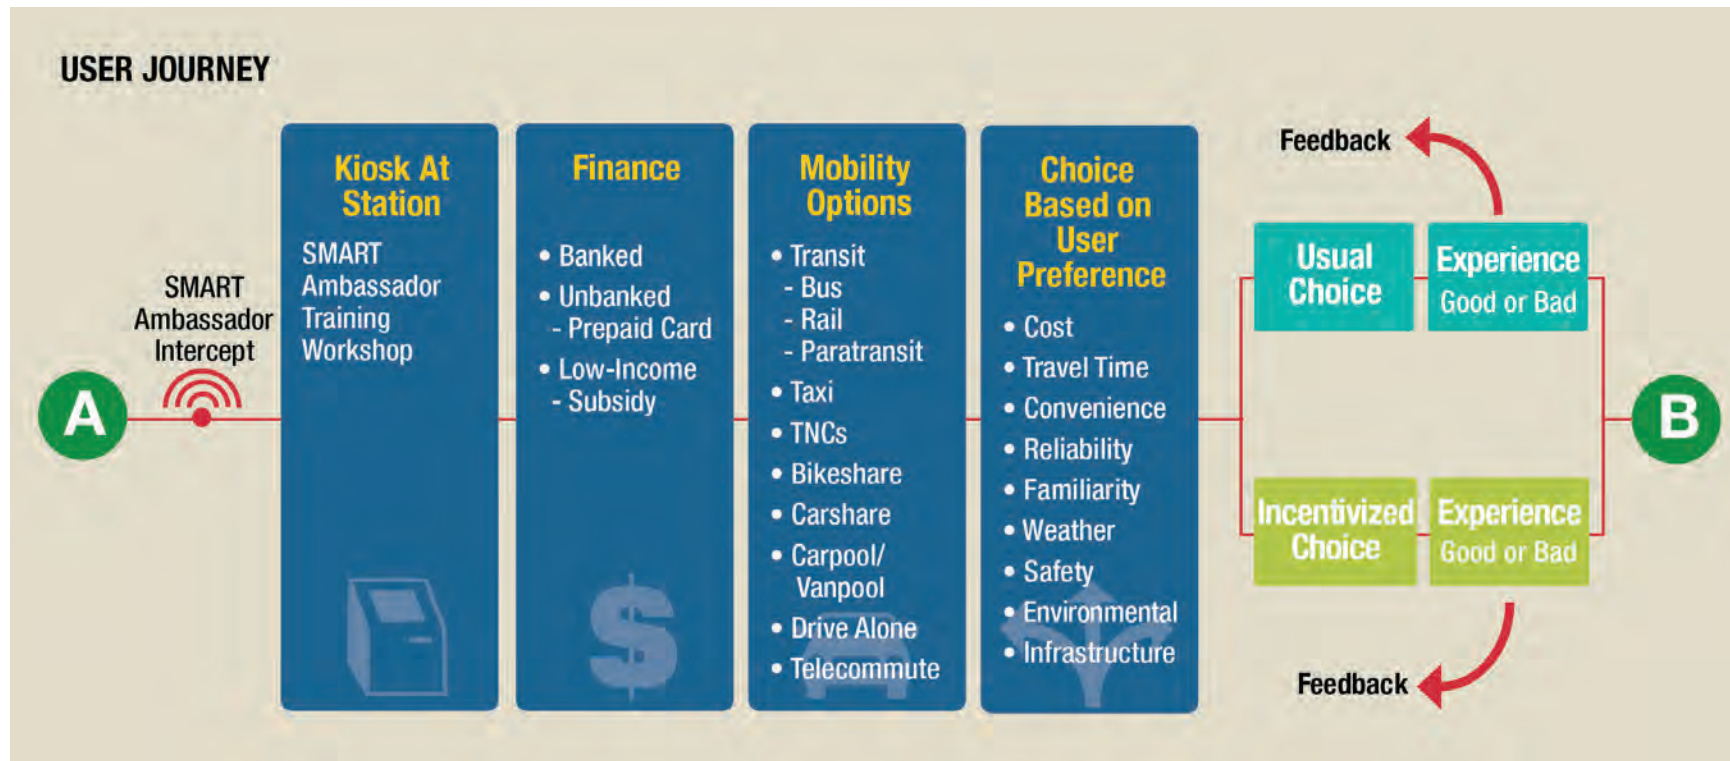 USER JOURNEY
A
SMART
Ambassador
Intercept
Kiosk At
Station
SMART
Ambassador
Training
Workshop
Finance
• Banked
• Unbanked
- Prepaid Card
• Low-Income
- Subsidy
$
Mobility
Options
• Transit
- Bus
- Rail
- Paratransit
• Taxi
• TNCs
• Bikeshare
• Carshare
• Carpool/
Vanpool
• Drive Alone
• Telecommute
Choice
Based on
User
Preference
• Cost
• Travel Time
• Convenience
• Reliability
• Familiarity
• Weather
• Safety
• Environmental
• Infrastructure
Feedback
Usual
Choice
Experience
Good or Bad
Incentivized
Choice
Experience
Good or Bad
Feedback
B